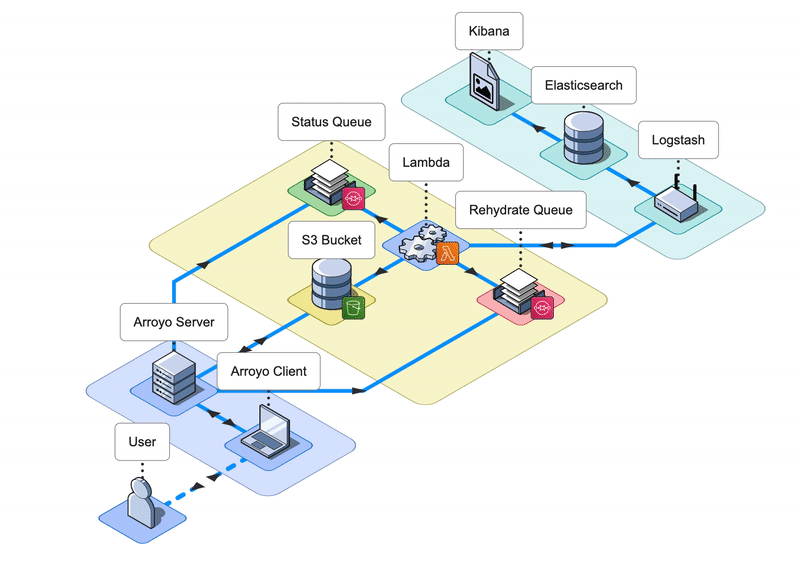 Kibana
Elasticsearch
Status Queue
Logstash
Lambda
Rehydrate Queue
S3 Bucket
Arroyo Server
Arroyo Client
User